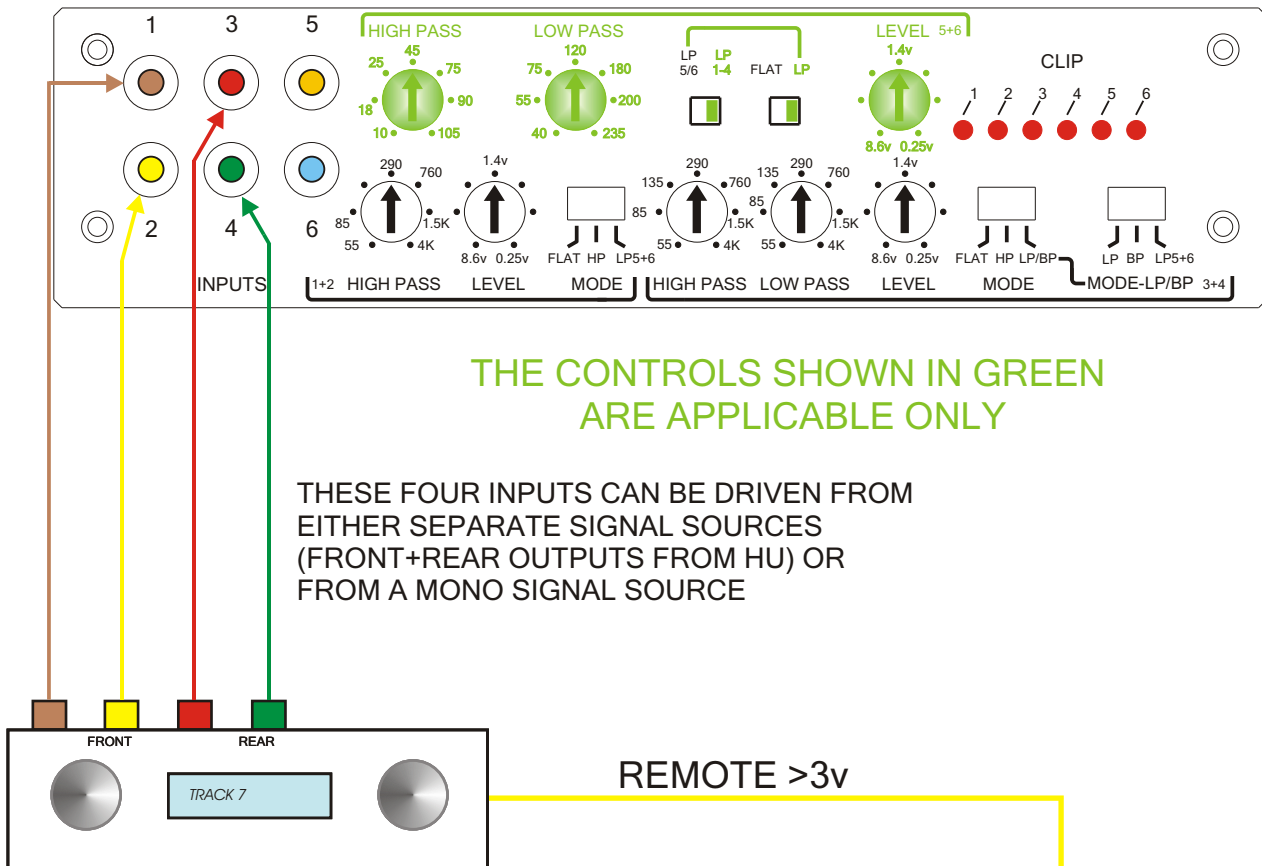 1 3 5
2 4 6
INPUTS
HIGH PASS LOW PASS LEVEL 5+6
10 18 25 45 75 90 105
40 55 75 120 180 200 235
LP 5/6 LP 1-4
FLAT LP
1.4v
8.6v 0.25v
CLIP
1 2 3 4 5 6
55 85 290 760 1.5K 4K
1.4v
8.6v 0.25v
FLAT HP LP5+6
1+2 HIGH PASS LEVEL MODE
55 85 135 290 760 1.5K 4K
55 85 135 290 760 1.5K 4K
1.4v
8.6v 0.25v
FLAT HP LP/BP
LP BP LP5+6
HIGH PASS LOW PASS LEVEL MODE MODE-LP/BP 3+4
THE CONTROLS SHOWN IN GREEN
ARE APPLICABLE ONLY
THESE FOUR INPUTS CAN BE DRIVEN FROM
EITHER SEPARATE SIGNAL SOURCES
(FRONT+REAR OUTPUTS FROM HU) OR
FROM A MONO SIGNAL SOURCE
FRONT REAR
TRACK 7
REMOTE >3v